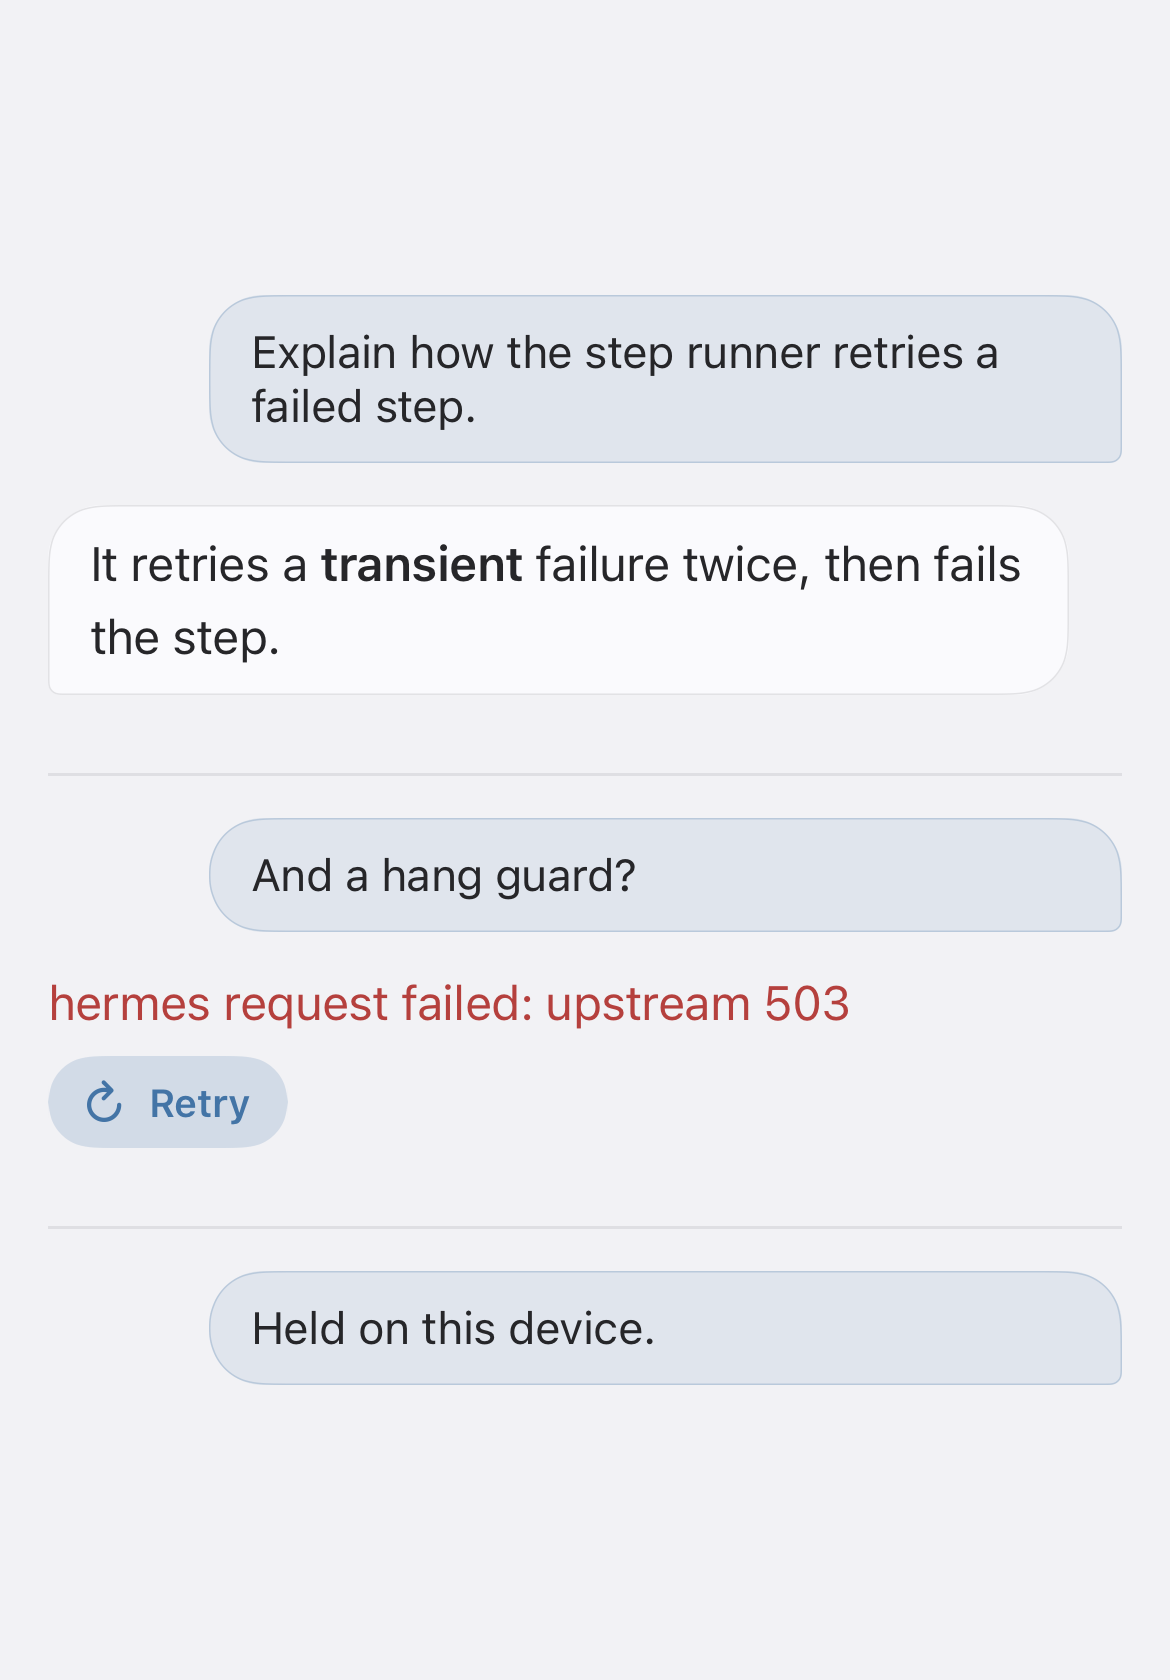 Explain how the step runner retries a
failed step.
It retries a transient failure twice, then fails
the step.
And a hang guard?
hermes request failed: upstream 503
Retry
Held on this device.